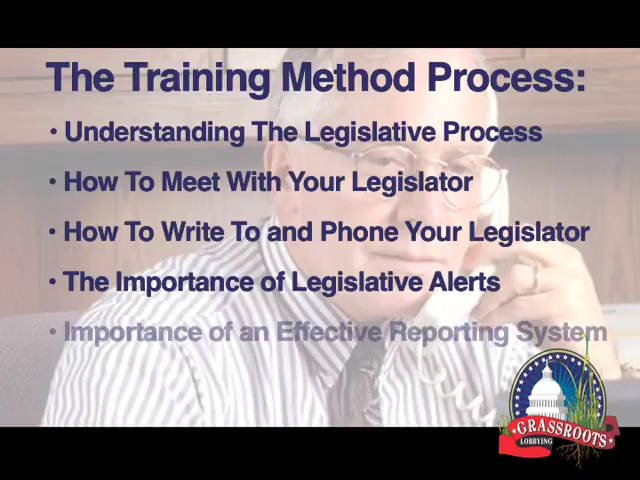 The Training Method Process:
• Understanding The Legislative Process
• How To Meet With Your Legislator
• How To Write To and Phone Your Legislator
• The Importance of Legislative Alerts
• Importance of an Effective Reporting System
GRASSROOTS
LOBBYING